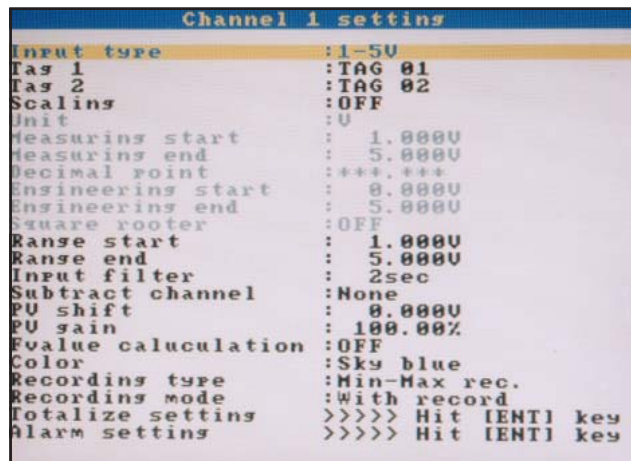 Channel 1 setting
Input type :1-5V
Tag 1 :TAG 01
Tag 2 :TAG 02
Scaling :OFF
Unit :V
Measuring start : 1.000V
Measuring end : 5.000V
Decimal point :***.***
Engineering start : 0.000V
Engineering end : 5.000V
Square rooter :OFF
Range start : 1.000V
Range end : 5.000V
Input filter : 2sec
Subtract channel :None
PV shift : 0.000V
PV gain : 100.00%
Fvalue caluculation :OFF
Color :Sky blue
Recording type :Min-Max rec.
Recording mode :With record
Totalize setting >>>>> Hit [ENT] key
Alarm setting >>>>> Hit [ENT] key